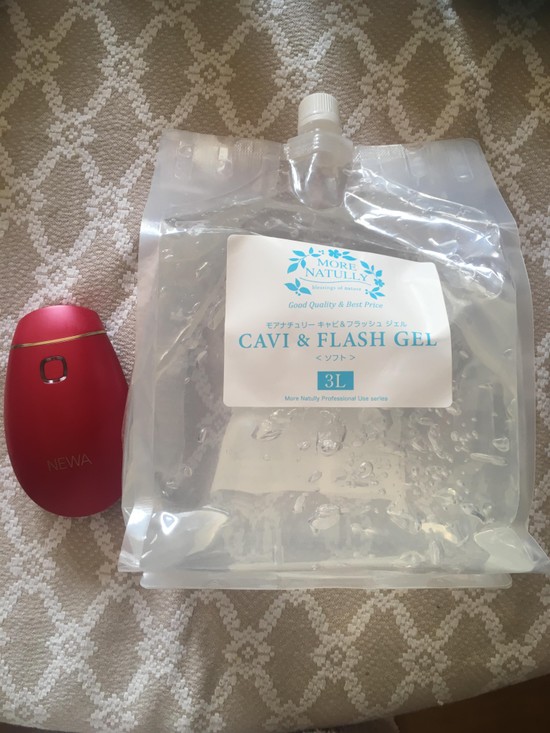 MORE
NATULLY
blessings of nature
Good Quality & Best Price
モアナチュリー キャビ&フラッシュ ジェル
CAVI & FLASH GEL
＜ソフト＞
3L
More Natully Professional Use series
NEWA